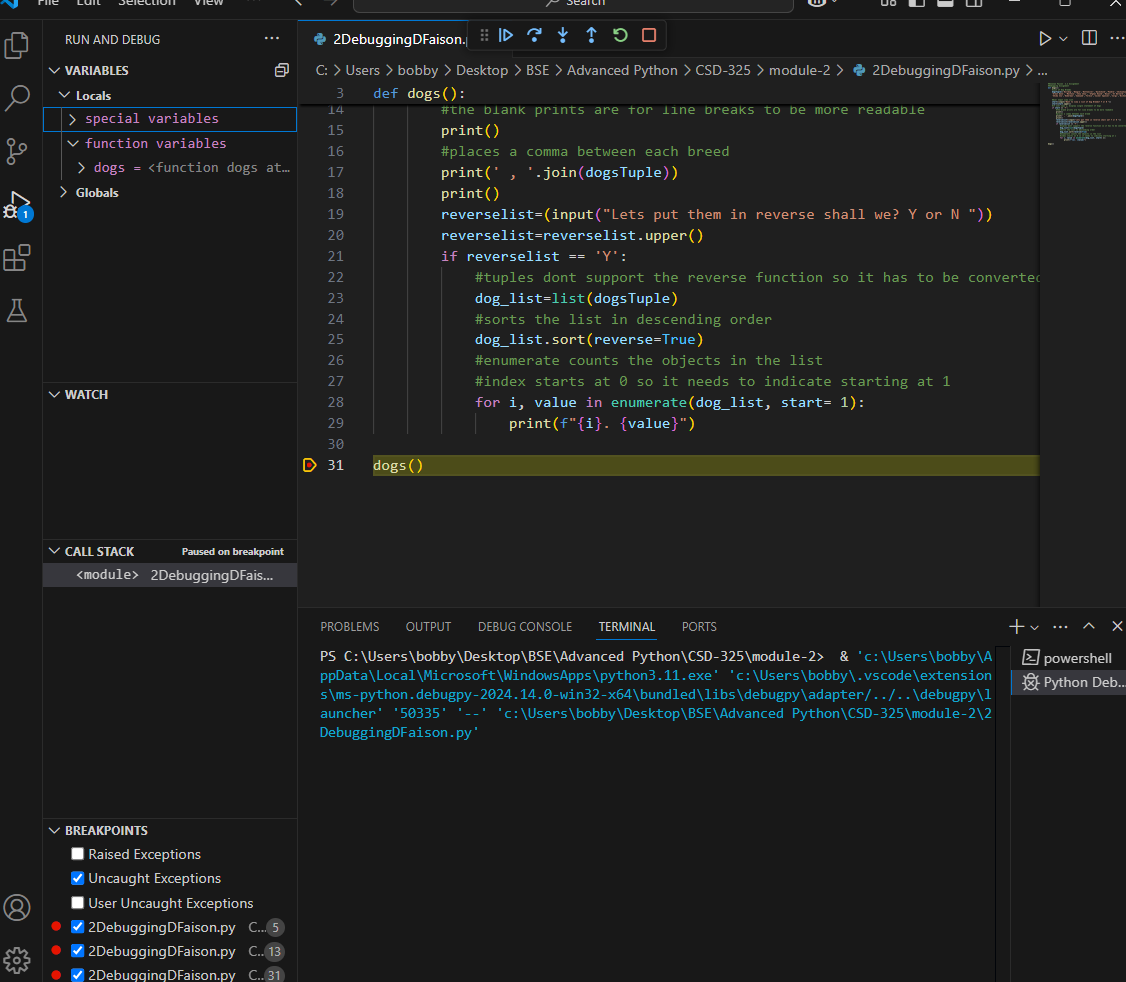 File Edit Selection View Search
RUN AND DEBUG ...
VARIABLES
Locals
special variables
function variables
dogs = <function dogs at…
Globals
WATCH
CALL STACK Paused on breakpoint
<module> 2DebuggingDFais...
BREAKPOINTS
Raised Exceptions
Uncaught Exceptions
User Uncaught Exceptions
2DebuggingDFaison.py C... 5
2DebuggingDFaison.py C... 13
2DebuggingDFaison.py C... 31
1
2DebuggingDFaison.
C: > Users > bobby > Desktop > BSE > Advanced Python > CSD-325 > module-2 > 2DebuggingDFaison.py > ...
3 def dogs():
14 #the blank prints are for line breaks to be more readable
15 print()
16 #places a comma between each breed
17 print(' , '.join(dogsTuple))
18 print()
19 reverselist=(input("Lets put them in reverse shall we? Y or N "))
20 reverselist=reverselist.upper()
21 if reverselist == 'Y':
22 #tuples dont support the reverse function so it has to be converted
23 dog_list=list(dogsTuple)
24 #sorts the list in descending order
25 dog_list.sort(reverse=True)
26 #enumerate counts the objects in the list
27 #index starts at 0 so it needs to indicate starting at 1
28 for i, value in enumerate(dog_list, start= 1):
29 print(f"{i}. {value}")
30
31 dogs()
PROBLEMS OUTPUT DEBUG CONSOLE TERMINAL PORTS
PS C:\Users\bobby\Desktop\BSE\Advanced Python\CSD-325\module-2> & 'c:\Users\bobby\A
ppData\Local\Microsoft\WindowsApps\python3.11.exe' 'c:\Users\bobby\.vscode\extension
s\ms-python.debugpy-2024.14.0-win32-x64\bundled\libs\debugpy\adapter/../..\debugpy\l
auncher' '50335' '--' 'c:\Users\bobby\Desktop\BSE\Advanced Python\CSD-325\module-2\2
DebuggingDFaison.py'
powershell
Python Deb...